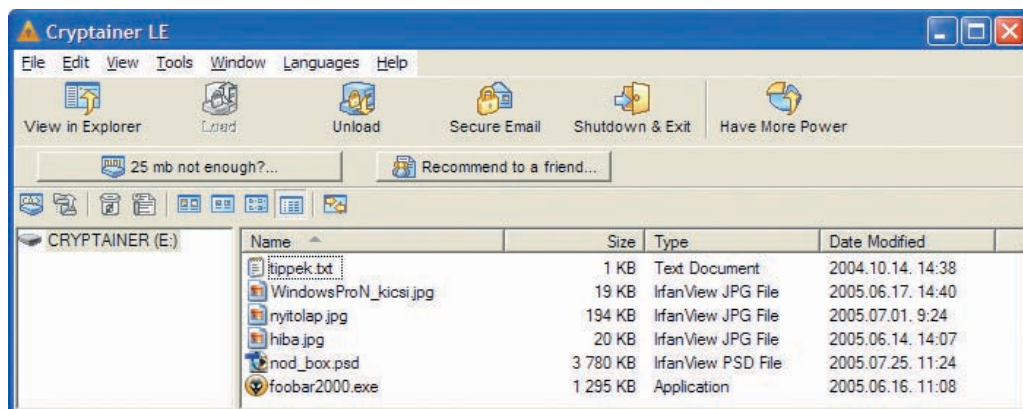 Cryptainer LE
File Edit View Tools Window Languages Help
View in Explorer Load Unload Secure Email Shutdown & Exit Have More Power
25 mb not enough?... Recommend to a friend...
CRYPTAINER (E:) Name Size Type Date Modified
tippek.txt 1 KB Text Document 2004.10.14. 14:38
WindowsProN_kicsi.jpg 19 KB IrfanView JPG File 2005.06.17. 14:40
nyitolap.jpg 194 KB IrfanView JPG File 2005.07.01. 9:24
hiba.jpg 20 KB IrfanView JPG File 2005.06.14. 14:07
nod_box.psd 3 780 KB IrfanView PSD File 2005.07.25. 11:24
foobar2000.exe 1 295 KB Application 2005.06.16. 11:08